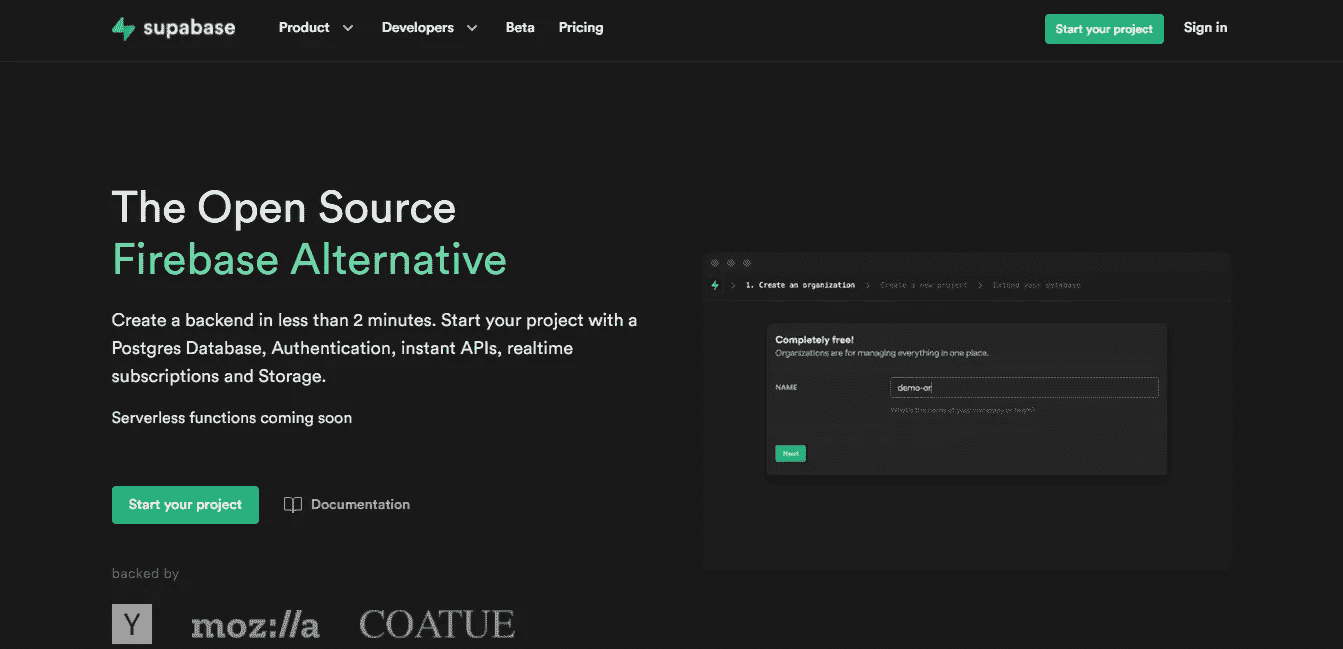 supabase
Product
Developers
Beta
Pricing
Start your project
Sign in
The Open Source
Firebase Alternative
Create a backend in less than 2 minutes. Start your project with a
Postgres Database, Authentication, instant APIs, realtime
subscriptions and Storage.
Serverless functions coming soon
Start your project
Documentation
backed by
Y
moz://a
COATUE
1. Create an organization
Create a new project
Extend your database
Completely free!
Organizations are for managing everything in one place.
NAME
demo-or
What's the name of your company or team?
Next